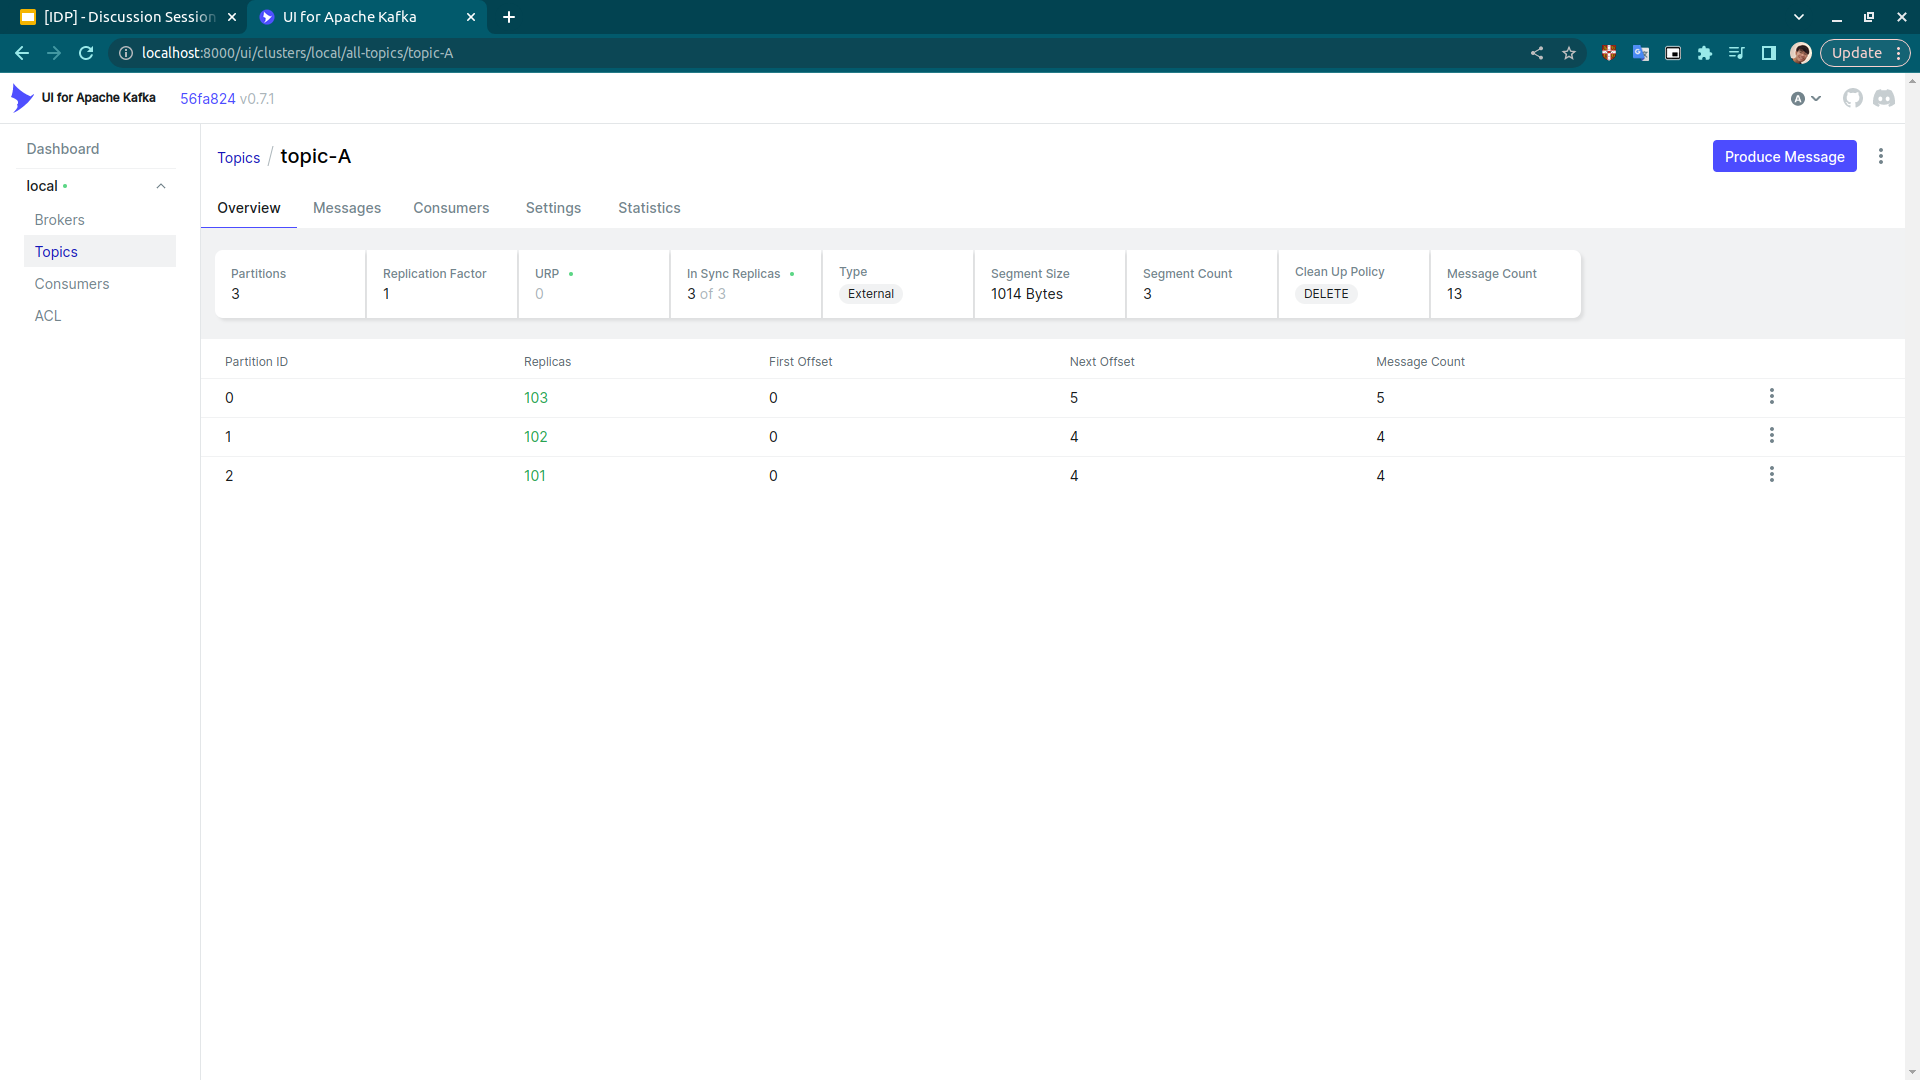 [IDP] - Discussion Session
UI for Apache Kafka
localhost:8000/ui/clusters/local/all-topics/topic-A
Update
UI for Apache Kafka 56fa824 v0.7.1
A
Dashboard
local
Brokers
Topics
Consumers
ACL
Topics / topic-A
Produce Message
Overview Messages Consumers Settings Statistics
Partitions Replication Factor URP In Sync Replicas Type Segment Size Segment Count Clean Up Policy Message Count
3 1 0 3 of 3 External 1014 Bytes 3 DELETE 13
Partition ID Replicas First Offset Next Offset Message Count
0 103 0 5 5
1 102 0 4 4
2 101 0 4 4